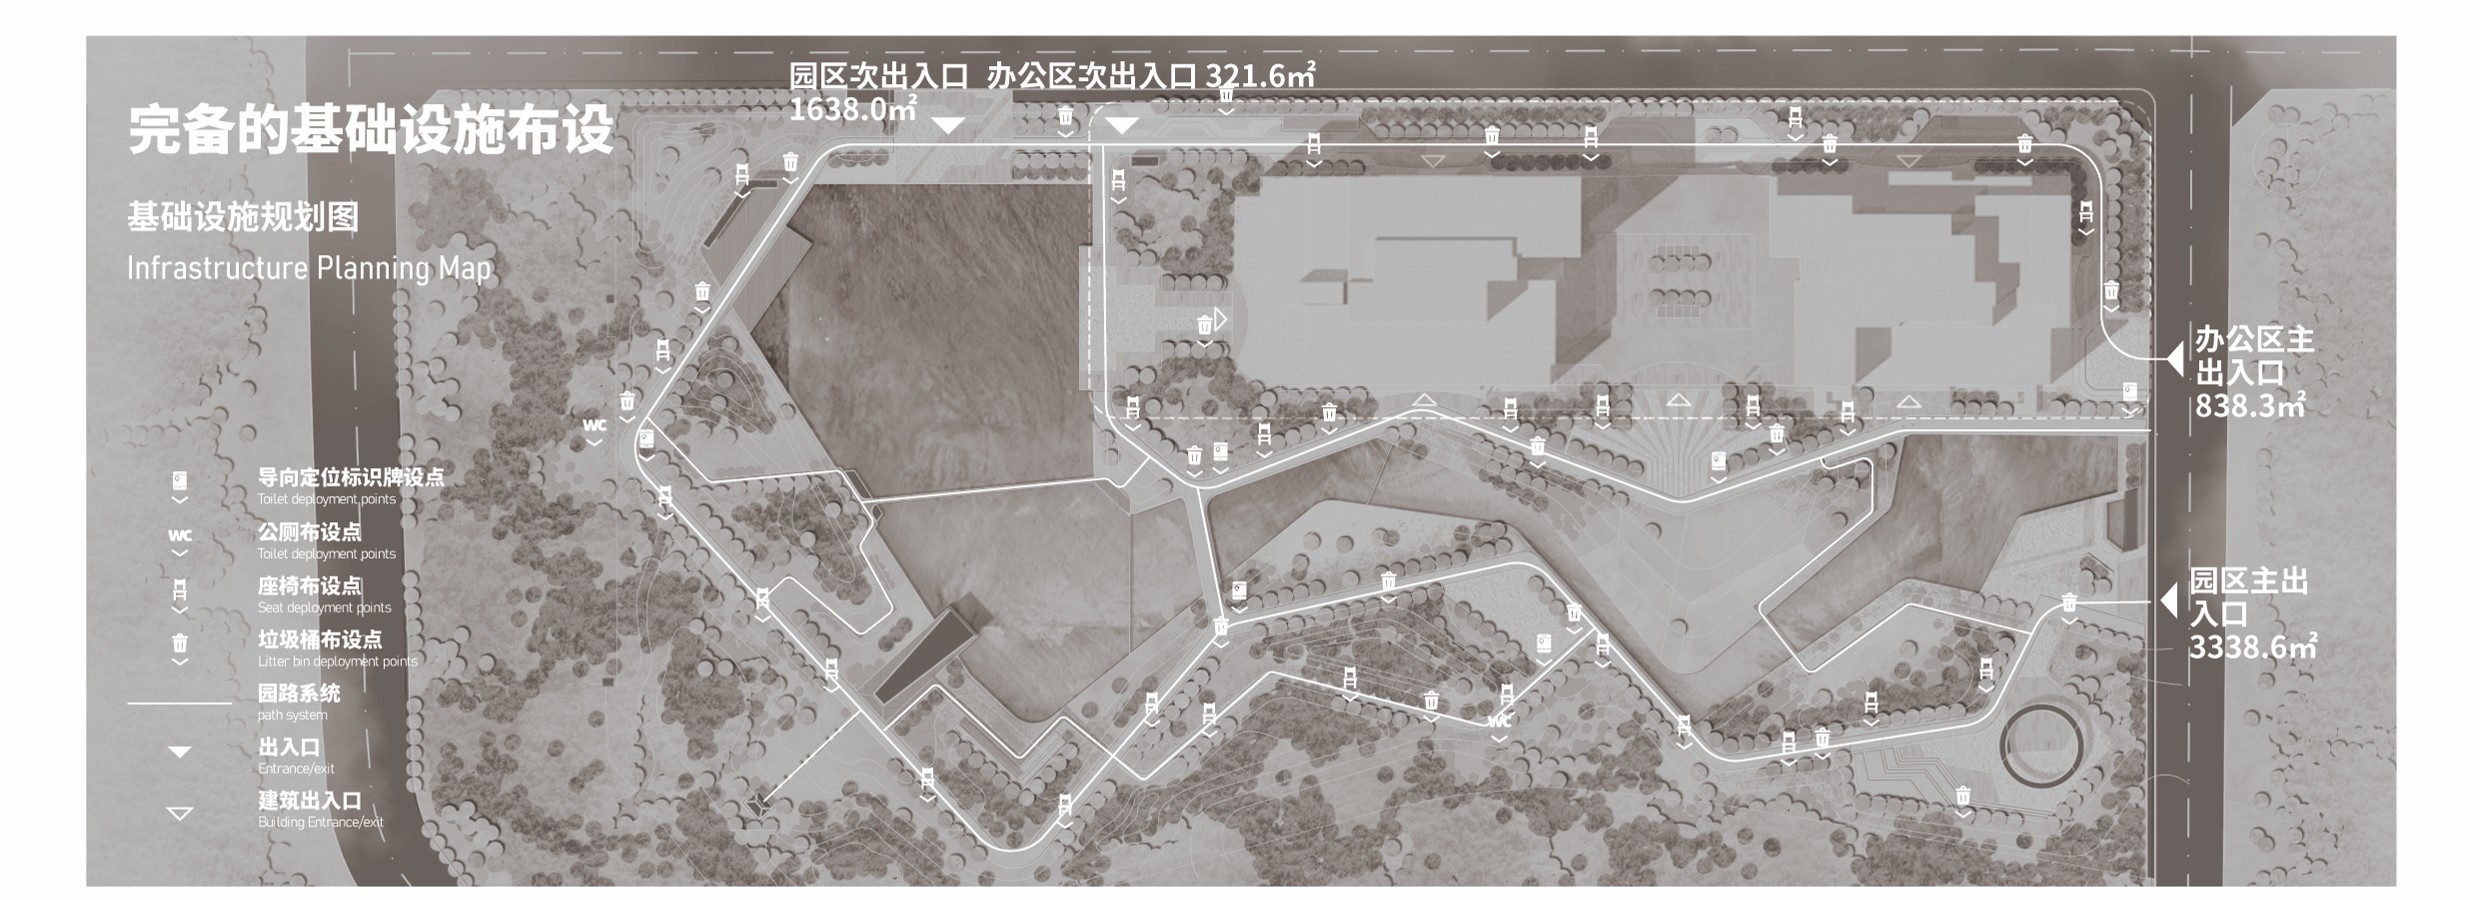 完备的基础设施布设
基础设施规划图
Infrastructure Planning Map
园区次出入口
1638.0㎡
办公区次出入口 321.6㎡
办公区主
出入口
838.3㎡
园区主出
入口
3338.6㎡
WC
WC
导向定位标识牌设点
Toilet deployment points
WC
公厕布设点
Toilet deployment points
座椅布设点
Seat deployment points
垃圾桶布设点
Litter bin deployment points
园路系统
path system
出入口
Entrance/exit
建筑出入口
Building Entrance/exit